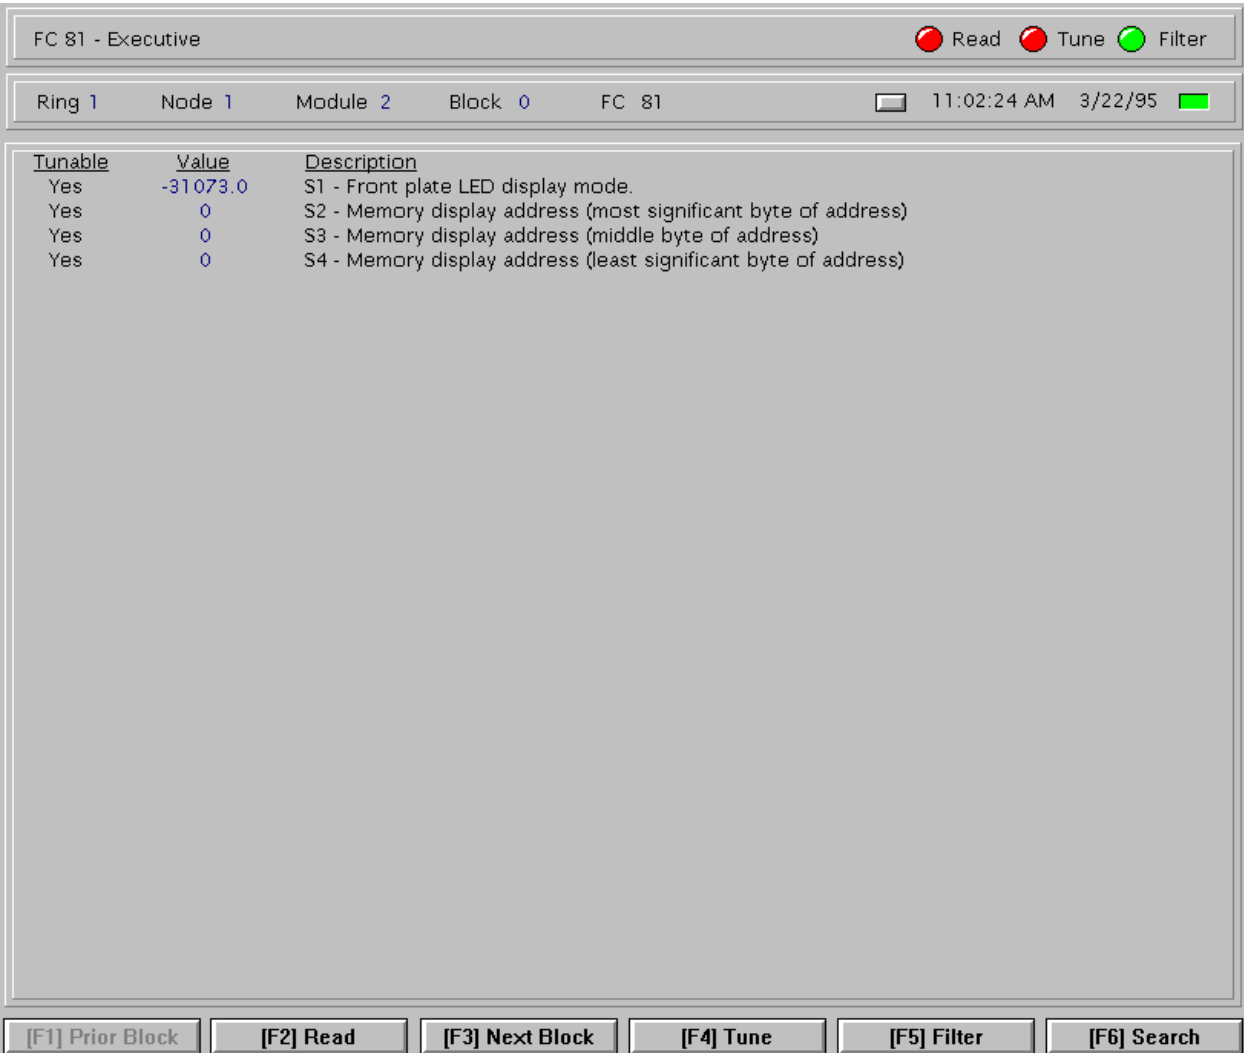 FC 81 - Executive Read Tune Filter
Ring 1 Node 1 Module 2 Block 0 FC 81 11:02:24 AM 3/22/95
Tunable Value Description
Yes -31073.0 S1 - Front plate LED display mode.
Yes 0 S2 - Memory display address (most significant byte of address)
Yes 0 S3 - Memory display address (middle byte of address)
Yes 0 S4 - Memory display address (least significant byte of address)
[F1] Prior Block [F2] Read [F3] Next Block [F4] Tune [F5] Filter [F6] Search